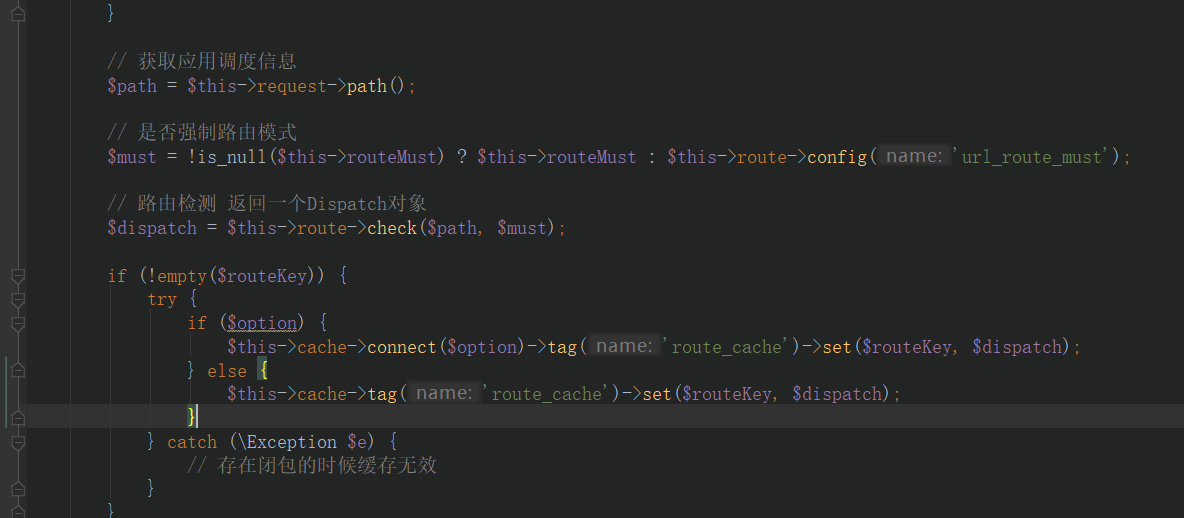 }
// 获取应用调度信息
$path = $this->request->path();
// 是否强制路由模式
$must = !is_null($this->routeMust) ? $this->routeMust : $this->route->config( name: 'url_route_must');
// 路由检测 返回一个Dispatch对象
$dispatch = $this->route->check($path, $must);
if (!empty($routeKey)) {
try {
if ($option) {
$this->cache->connect($option)->tag( name: 'route_cache')->set($routeKey, $dispatch);
} else {
$this->cache->tag( name: 'route_cache')->set($routeKey, $dispatch);
}
} catch (\Exception $e) {
// 存在闭包的时候缓存无效
}
}